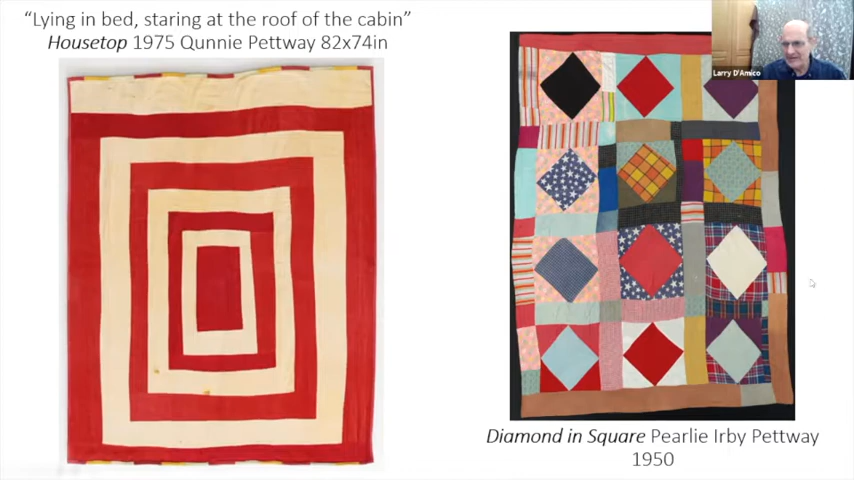 “Lying in bed, staring at the roof of the cabin”
Housetop 1975 Qunnie Pettway 82x74in
Larry D'Amico
Diamond in Square Pearlie Irby Pettway
1950